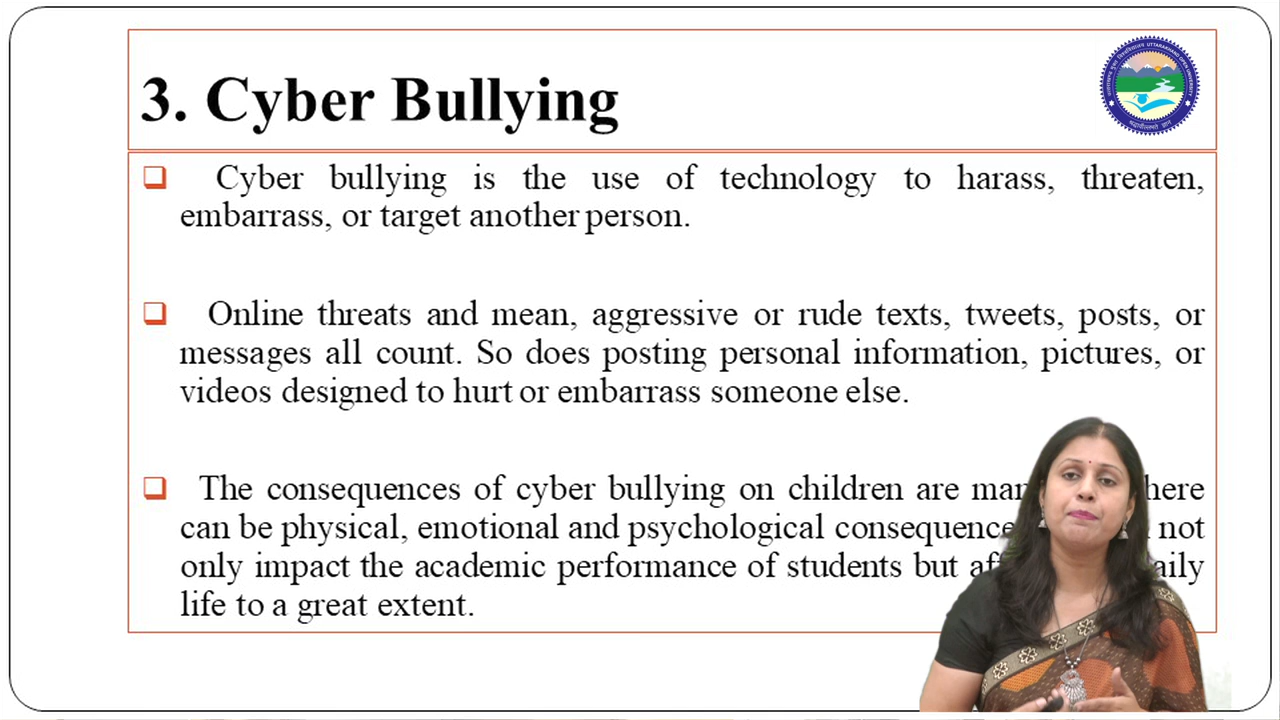 3. Cyber Bullying
UTTARAKHAND
❑ Cyber bullying is the use of technology to harass, threaten,
embarrass, or target another person.
❑ Online threats and mean, aggressive or rude texts, tweets, posts, or
messages all count. So does posting personal information, pictures, or
videos designed to hurt or embarrass someone else.
❑ The consequences of cyber bullying on children are
can be physical, emotional and psychological not
only impact the academic performance of students but
life to a great extent.